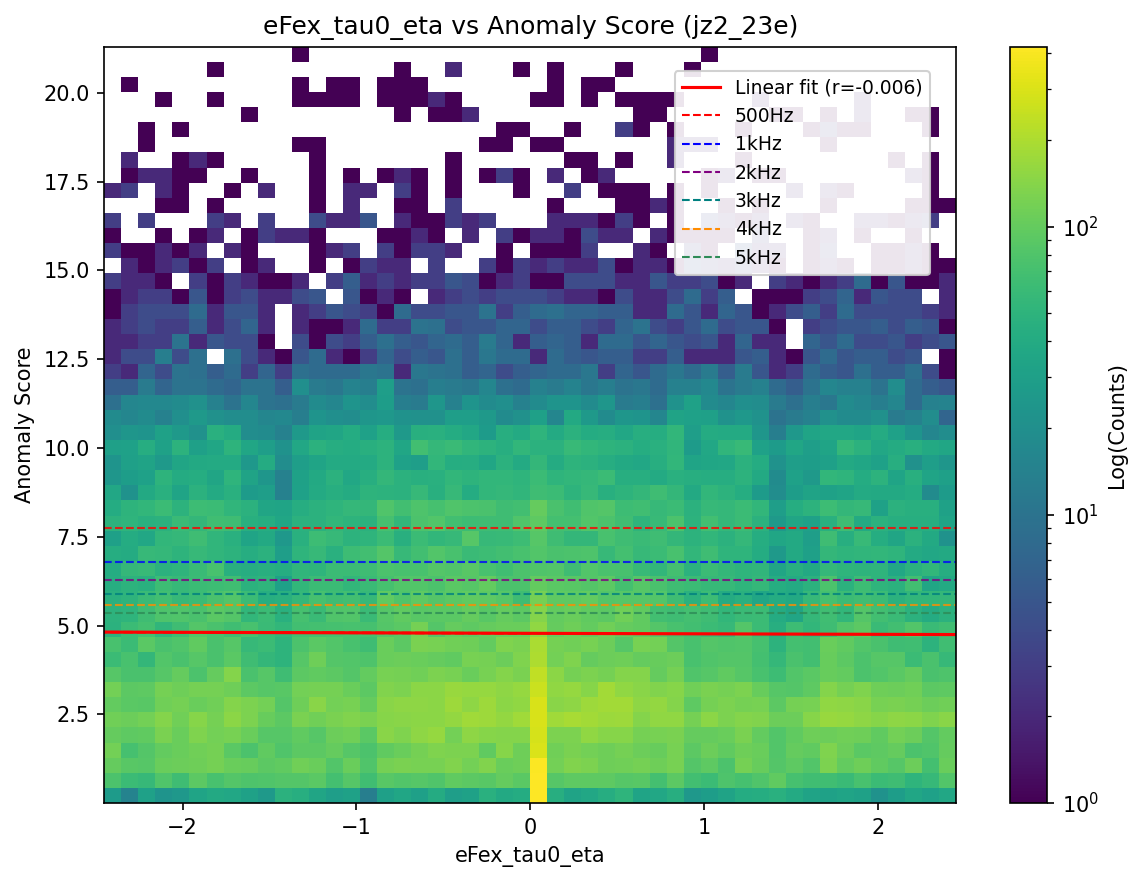 eFex_tau0_eta vs Anomaly Score (jz2_23e)
Linear fit (r=-0.006)
500Hz
1kHz
2kHz
3kHz
4kHz
5kHz
Anomaly Score
20.0
17.5
15.0
12.5
10.0
7.5
5.0
2.5
−2
−1
0
1
2
eFex_tau0_eta
10²
10¹
10⁰
Log(Counts)